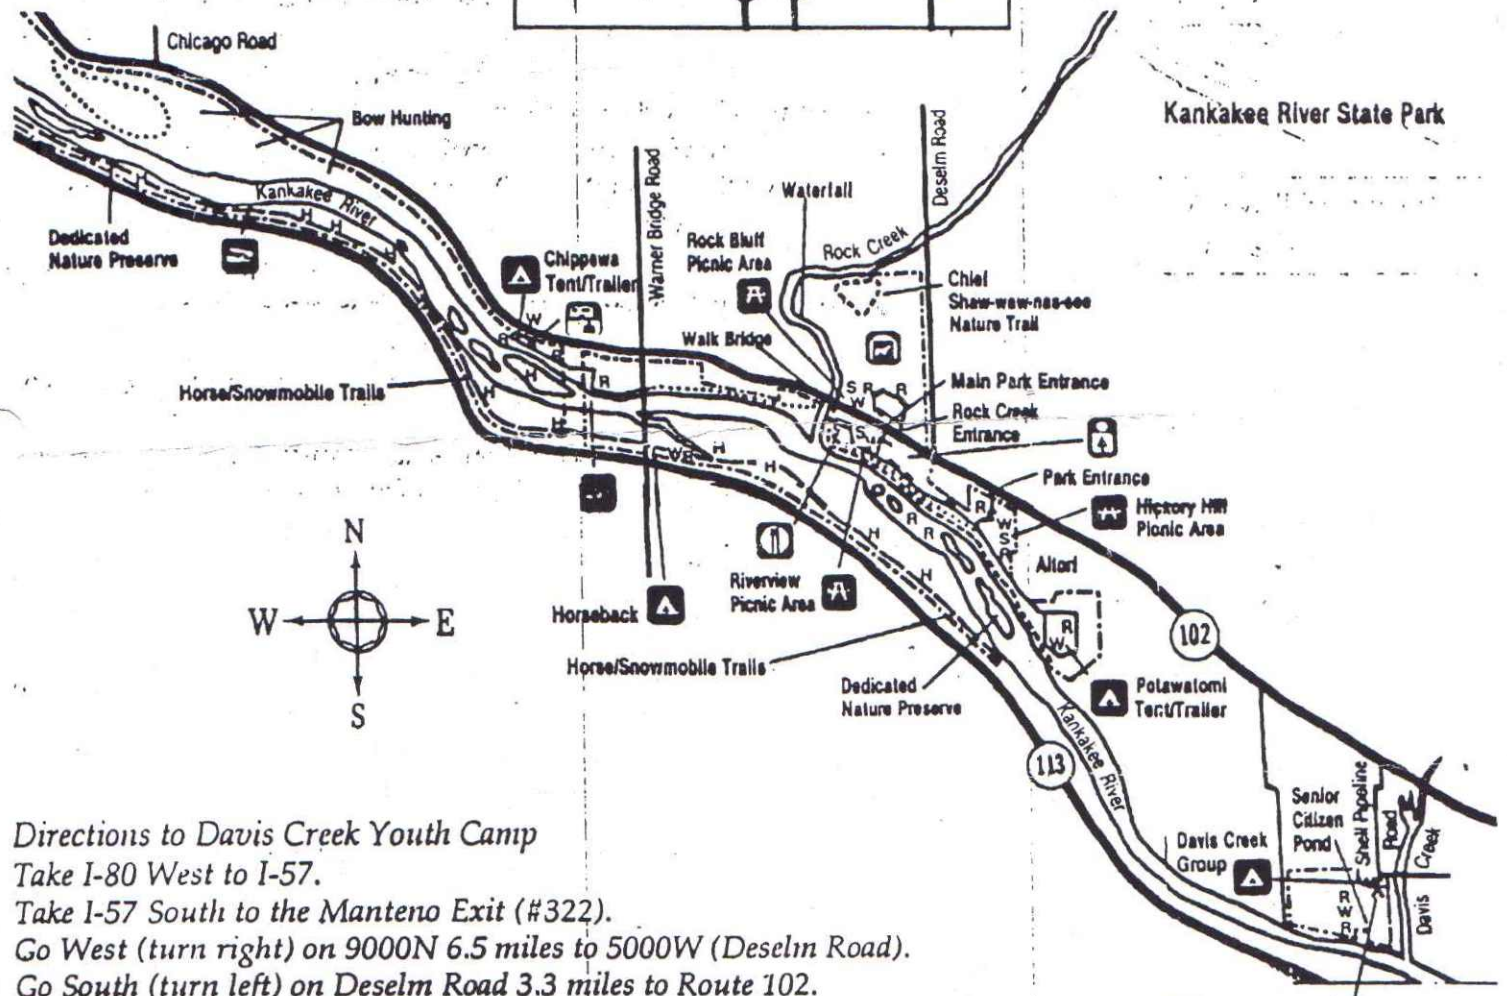 Chicago Road
Bow Hunting
Kankakee River State Park
Kankakee River
Dedicated
Nature Preserve
Chippewa
Tent/Trailer
Warner Bridge Road
Rock Bluff
Picnic Area
Waterfall
Rock Creek
Deselm Road
Chief
Shaw-waw-nas-see
Nature Trail
Walk Bridge
Main Park Entrance
Rock Creek
Entrance
Park Entrance
Hickory Hill
Picnic Area
Altorf
Horse/Snowmobile Trails
Horseback
Riverview
Picnic Area
Horse/Snowmobile Trails
Dedicated
Nature Preserve
Potawatomi
Tent/Trailer
102
113
Kankakee River
N
W E
S
Senior
Citizen
Pond
Shell Pipeline
Road
Davis Creek
Group
Davis
Creek
W
R
R
R
S R R
W
S
S
H
H
H
H
H
H
H
H
H
H
R
R
R
W
S
R
R
W
R
W
R
Directions to Davis Creek Youth Camp
Take I-80 West to I-57.
Take I-57 South to the Manteno Exit (#322).
Go West (turn right) on 9000N 6.5 miles to 5000W (Deselm Road).
Go South (turn left) on Deselm Road 3.3 miles to Route 102.